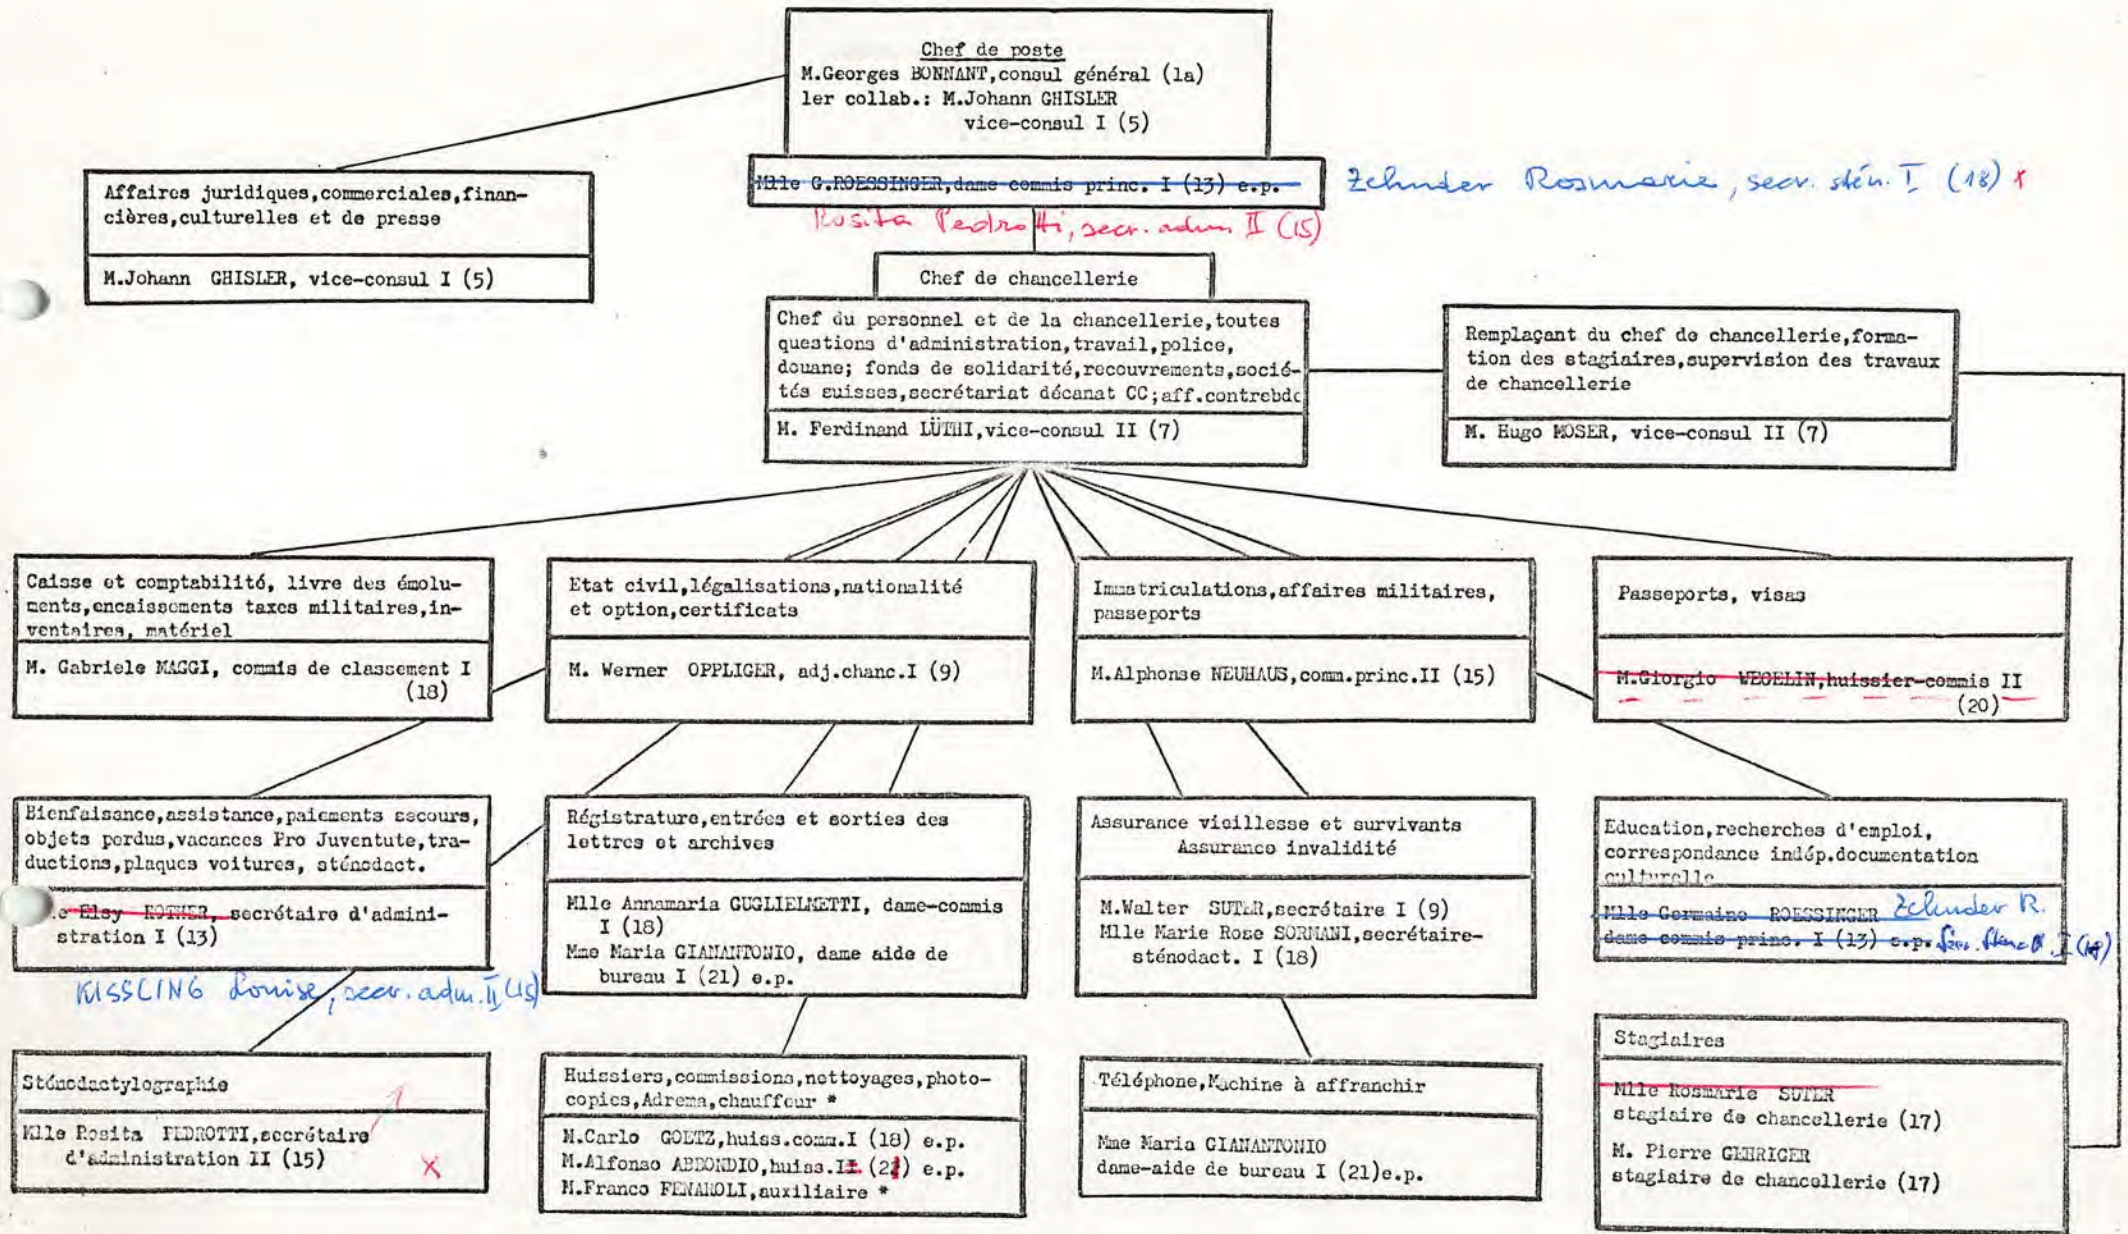 Chef de poste
M.Georges BONNANT,consul général (1a)
1er collab.: M.Johann GHISLER
vice-consul I (5)
Mlle G.ROESSINGER,dame commis princ. I (13) e.p.
Zehnder Rosmarie, secr. stén. I (18) *
Rosita Pedrotti, secr. adm II (15)
Affaires juridiques,commerciales,finan-
cières,culturelles et de presse
M.Johann GHISLER, vice-consul I (5)
Chef de chancellerie
Chef du personnel et de la chancellerie,toutes
questions d'administration,travail,police,
douane; fonds de solidarité,recouvrements,socié-
tés suisses,secrétariat décanat CC;aff.contrebde
M. Ferdinand LÜTHI,vice-consul II (7)
Remplaçant du chef de chancellerie,forma-
tion des stagiaires,supervision des travaux
de chancellerie
M. Hugo MOSER, vice-consul II (7)
Caisse et comptabilité, livre des émolu-
ments,encaissements taxes militaires,in-
ventaires, matériel
M. Gabriele MAGGI, commis de classement I
(18)
Etat civil,légalisations,nationalité
et option,certificats
M. Werner OPPLIGER, adj.chanc.I (9)
Immatriculations,affaires militaires,
passeports
M.Alphonse NEUHAUS,comm.princ.II (15)
Passeports, visas
M.Giorgio WEGELIN,huissier-commis II
(20)
Bienfaisance,assistance,paiements secours,
objets perdus,vacances Pro Juventute,tra-
ductions,plaques voitures, sténodact.
e Elsy ROTHER, secrétaire d'admini-
stration I (13)
KISSLING Louise, secr. adm. II (15)
Régistrature,entrées et sorties des
lettres et archives
Mlle Annamaria GUGLIELMETTI, dame-commis
I (18)
Mme Maria GIANANTONIO, dame aide de
bureau I (21) e.p.
Assurance vieillesse et survivants
Assurance invalidité
M.Walter SUTER,secrétaire I (9)
Mlle Marie Rose SORMANI,secrétaire-
sténodact. I (18)
Education,recherches d'emploi,
correspondance indép.documentation
culturelle
Mlle Germaine ROESSINGER Zehnder R.
dame commis princ. I (13) e.p. Secr. I (18)
Sténodactylographie
Mlle Rosita PEDROTTI,secrétaire
d'administration II (15)
X
Huissiers,commissions,nettoyages,photo-
copies,Adrema,chauffeur *
M.Carlo GOETZ,huiss.comm.I (18) e.p.
M.Alfonso ABBONDIO,huiss.II (21) e.p.
M.Franco FENAROLI,auxiliaire *
Téléphone,Machine à affranchir
Mme Maria GIANANTONIO
dame-aide de bureau I (21)e.p.
Stagiaires
Mlle Rosmarie SUTER
stagiaire de chancellerie (17)
M. Pierre GEHRIGER
stagiaire de chancellerie (17)